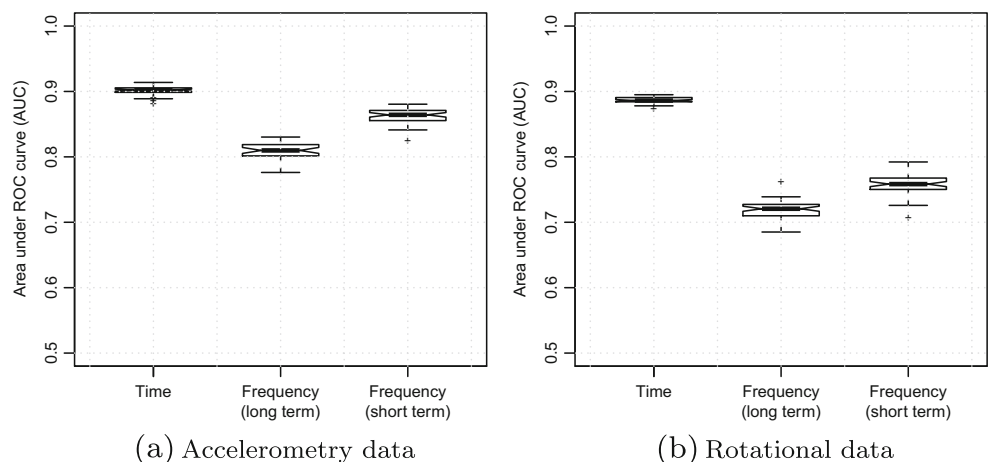 Area under ROC curve (AUC)
1.0
0.9
0.8
0.7
0.6
0.5
Time
Frequency
(long term)
Frequency
(short term)
(a) Accelerometry data
Area under ROC curve (AUC)
1.0
0.9
0.8
0.7
0.6
0.5
Time
Frequency
(long term)
Frequency
(short term)
(b) Rotational data